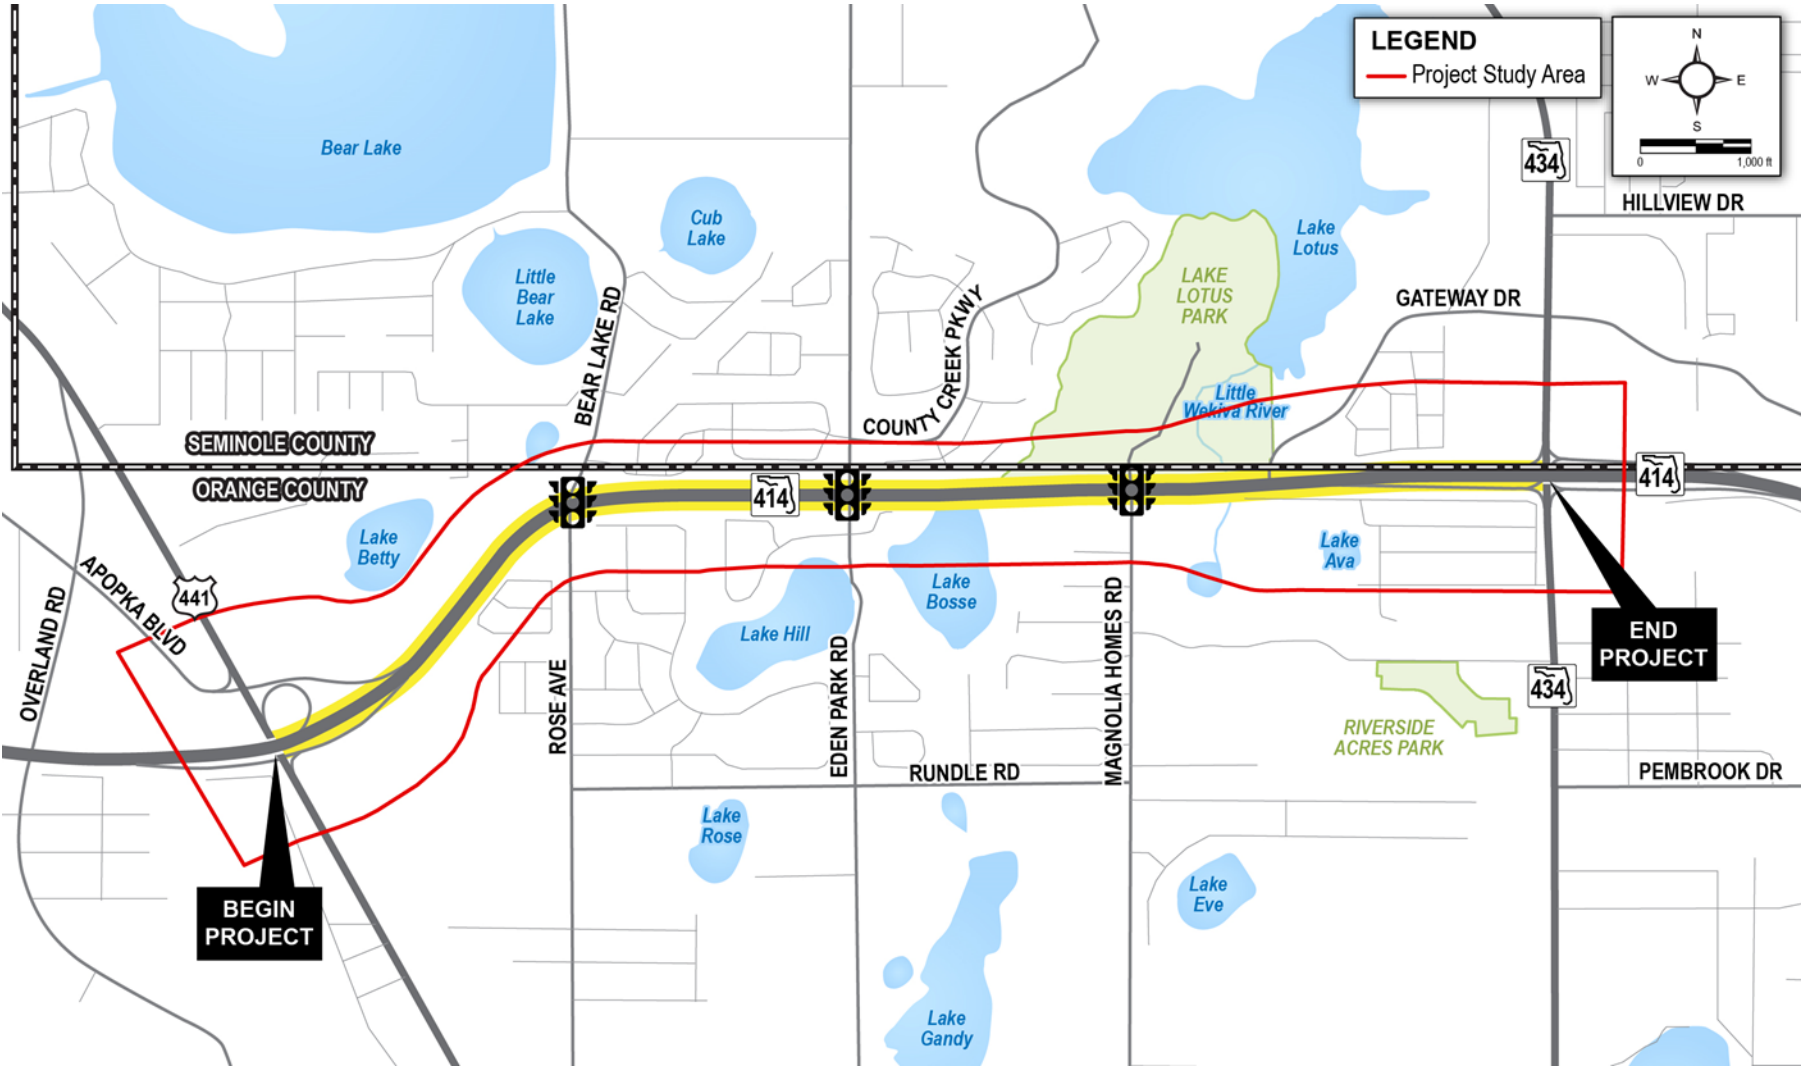 LEGEND
Project Study Area
N
W
E
S
0
1,000 ft
434
HILLVIEW DR
Bear Lake
Cub
Lake
Lake
Lotus
Little
Bear
Lake
LAKE
LOTUS
PARK
GATEWAY DR
BEAR LAKE RD
COUNTY CREEK PKWY
Little
Wekiva River
SEMINOLE COUNTY
ORANGE COUNTY
414
414
Lake
Betty
Lake
Ava
Lake
Bosse
441
APOPKA BLVD
OVERLAND RD
Lake Hill
END
PROJECT
ROSE AVE
EDEN PARK RD
MAGNOLIA HOMES RD
434
RIVERSIDE
ACRES PARK
RUNDLE RD
PEMBROOK DR
Lake
Rose
Lake
Eve
BEGIN
PROJECT
Lake
Gandy